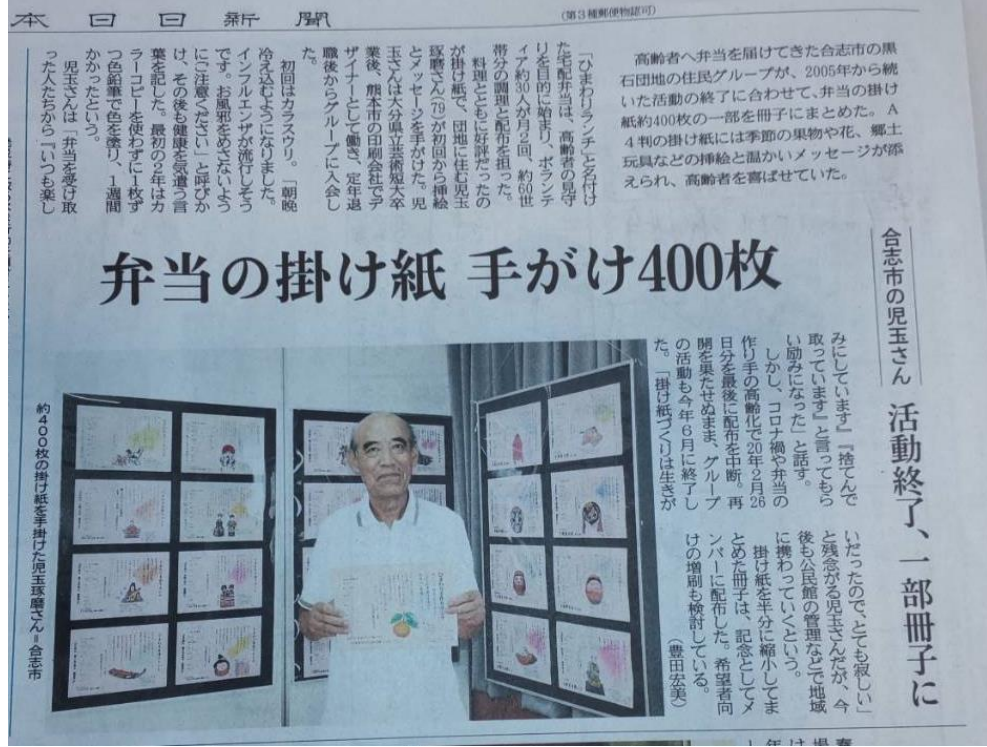 本日日新聞
(第3種郵便物認可)
弁当の掛け紙 手がけ400枚
合志市の児玉さん
活動終了、一部冊子に
高齢者へ弁当を届けてきた合志市の黒
石団地の住民グループが、2005年から続
いた活動の終了に合わせて、弁当の掛け
紙約400枚の一部を冊子にまとめた。A
4判の掛け紙には季節の果物や花、郷土
玩具などの挿絵と温かいメッセージが添
えられ、高齢者を喜ばせていた。
「ひまわりランチ」と名付け
た宅配弁当は、高齢者の見守
りを目的に始まり、ボランテ
ィア約30人が月2回、約60世
帯分の調理と配布を担った。
料理とともに好評だったの
が掛け紙で、団地に住む児玉
琢磨さん(79)が初回から挿絵
とメッセージを手がけた。児
玉さんは大分県立芸術短大卒
業後、熊本市の印刷会社でデ
ザイナーとして働き、定年退
職後からグループに入会し
た。
初回はカラスウリ。「朝晩
冷え込むようになりました。
インフルエンザが流行しそう
です。お風邪をめさないよう
にご注意ください」と呼びか
け、その後も健康を気遣う言
葉を記した。最初の2年はカ
ラーコピーを使わずに1枚ず
つ色鉛筆で色を塗り、1週間
かかったという。
児玉さんは「弁当を受け取
った人たちから『いつも楽し
みにしています』『捨てんで
取っています』と言ってもら
い励みになった」と話す。
しかし、コロナ禍や弁当の
作り手の高齢化で20年2月26
日分を最後に配布を中断。再
開を果たせぬまま、グループ
の活動も今年6月に終了し
た。「掛け紙づくりは生きが
いだったので、とても寂しい」
と残念がる児玉さんだが、今
後も公民館の管理などで地域
に携わっていくという。
掛け紙を半分に縮小してま
とめた冊子は、記念としてメ
ンバーに配布した。希望者向
けの増刷も検討している。
(豊田宏美)
約400枚の掛け紙を手掛けた児玉琢磨さん=合志市